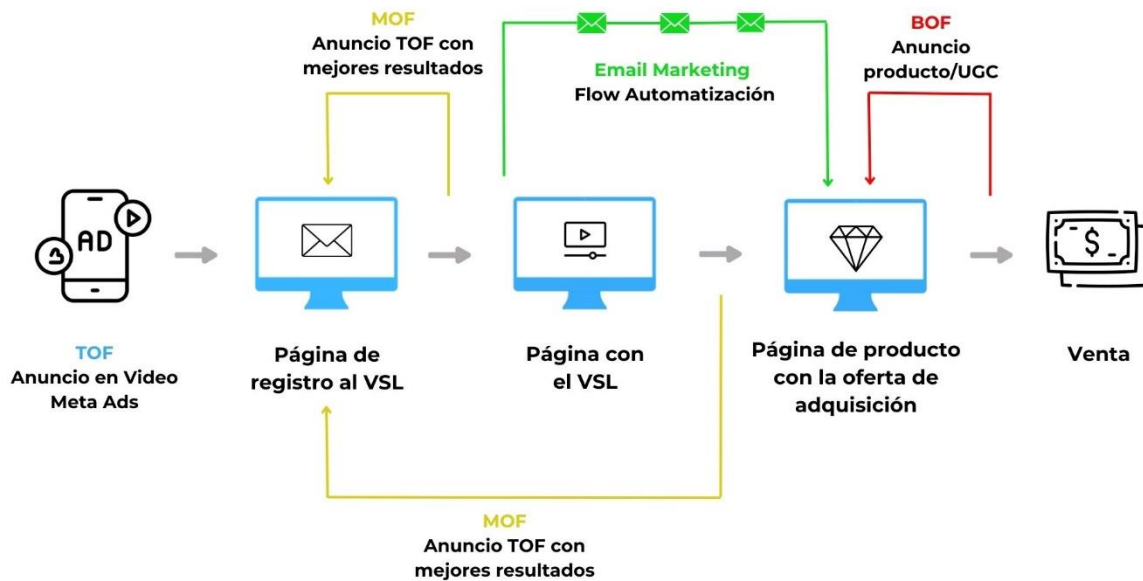 MOF
Anuncio TOF con
mejores resultados
Email Marketing
Flow Automatización
BOF
Anuncio
producto/UGC
AD
$
TOF
Anuncio en Video
Meta Ads
Página de
registro al VSL
Página con
el VSL
Página de producto
con la oferta de
adquisición
Venta
MOF
Anuncio TOF con
mejores resultados